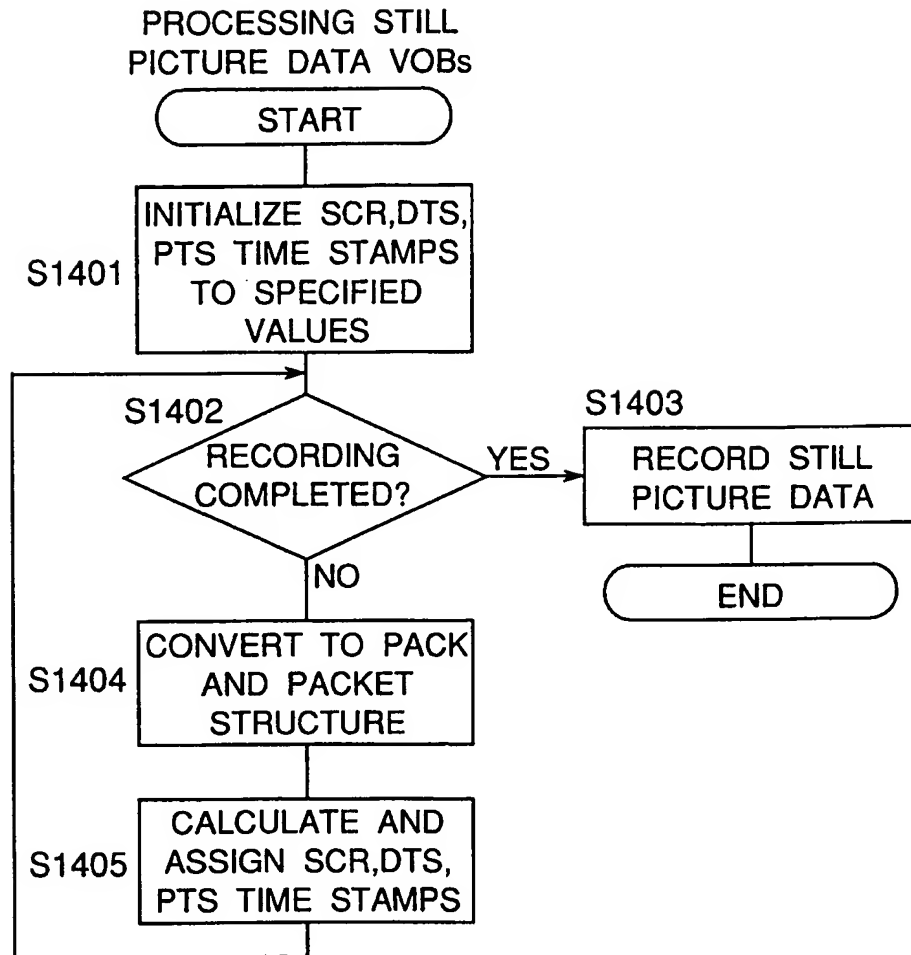 PROCESSING STILL
PICTURE DATA VOBs
START
S1401
INITIALIZE SCR,DTS,
PTS TIME STAMPS
TO SPECIFIED
VALUES
S1402
RECORDING
COMPLETED?
YES
S1403
RECORD STILL
PICTURE DATA
END
NO
S1404
CONVERT TO PACK
AND PACKET
STRUCTURE
S1405
CALCULATE AND
ASSIGN SCR,DTS,
PTS TIME STAMPS